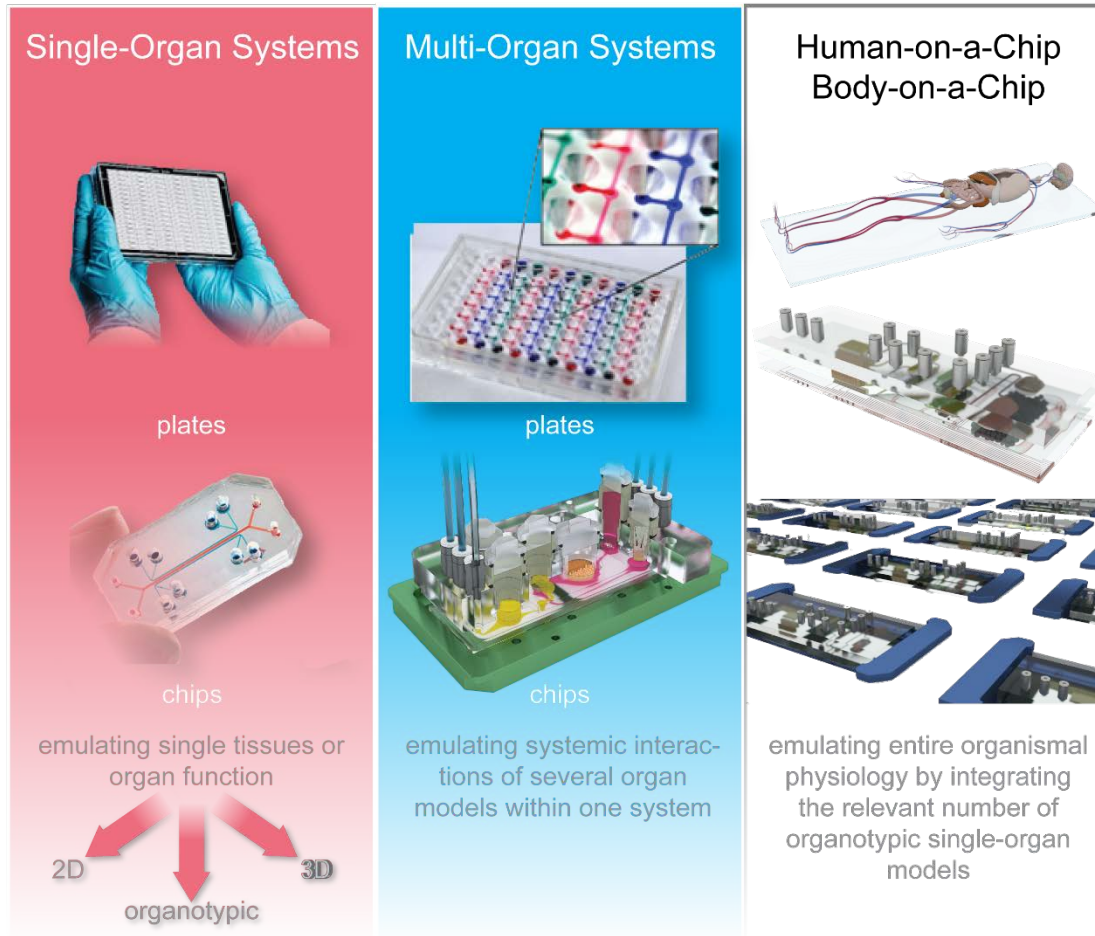 Single-Organ Systems
plates
chips
emulating single tissues or
organ function
2D
3D
organotypic
Multi-Organ Systems
plates
chips
emulating systemic interac-
tions of several organ
models within one system
Human-on-a-Chip
Body-on-a-Chip
emulating entire organismal
physiology by integrating
the relevant number of
organotypic single-organ
models